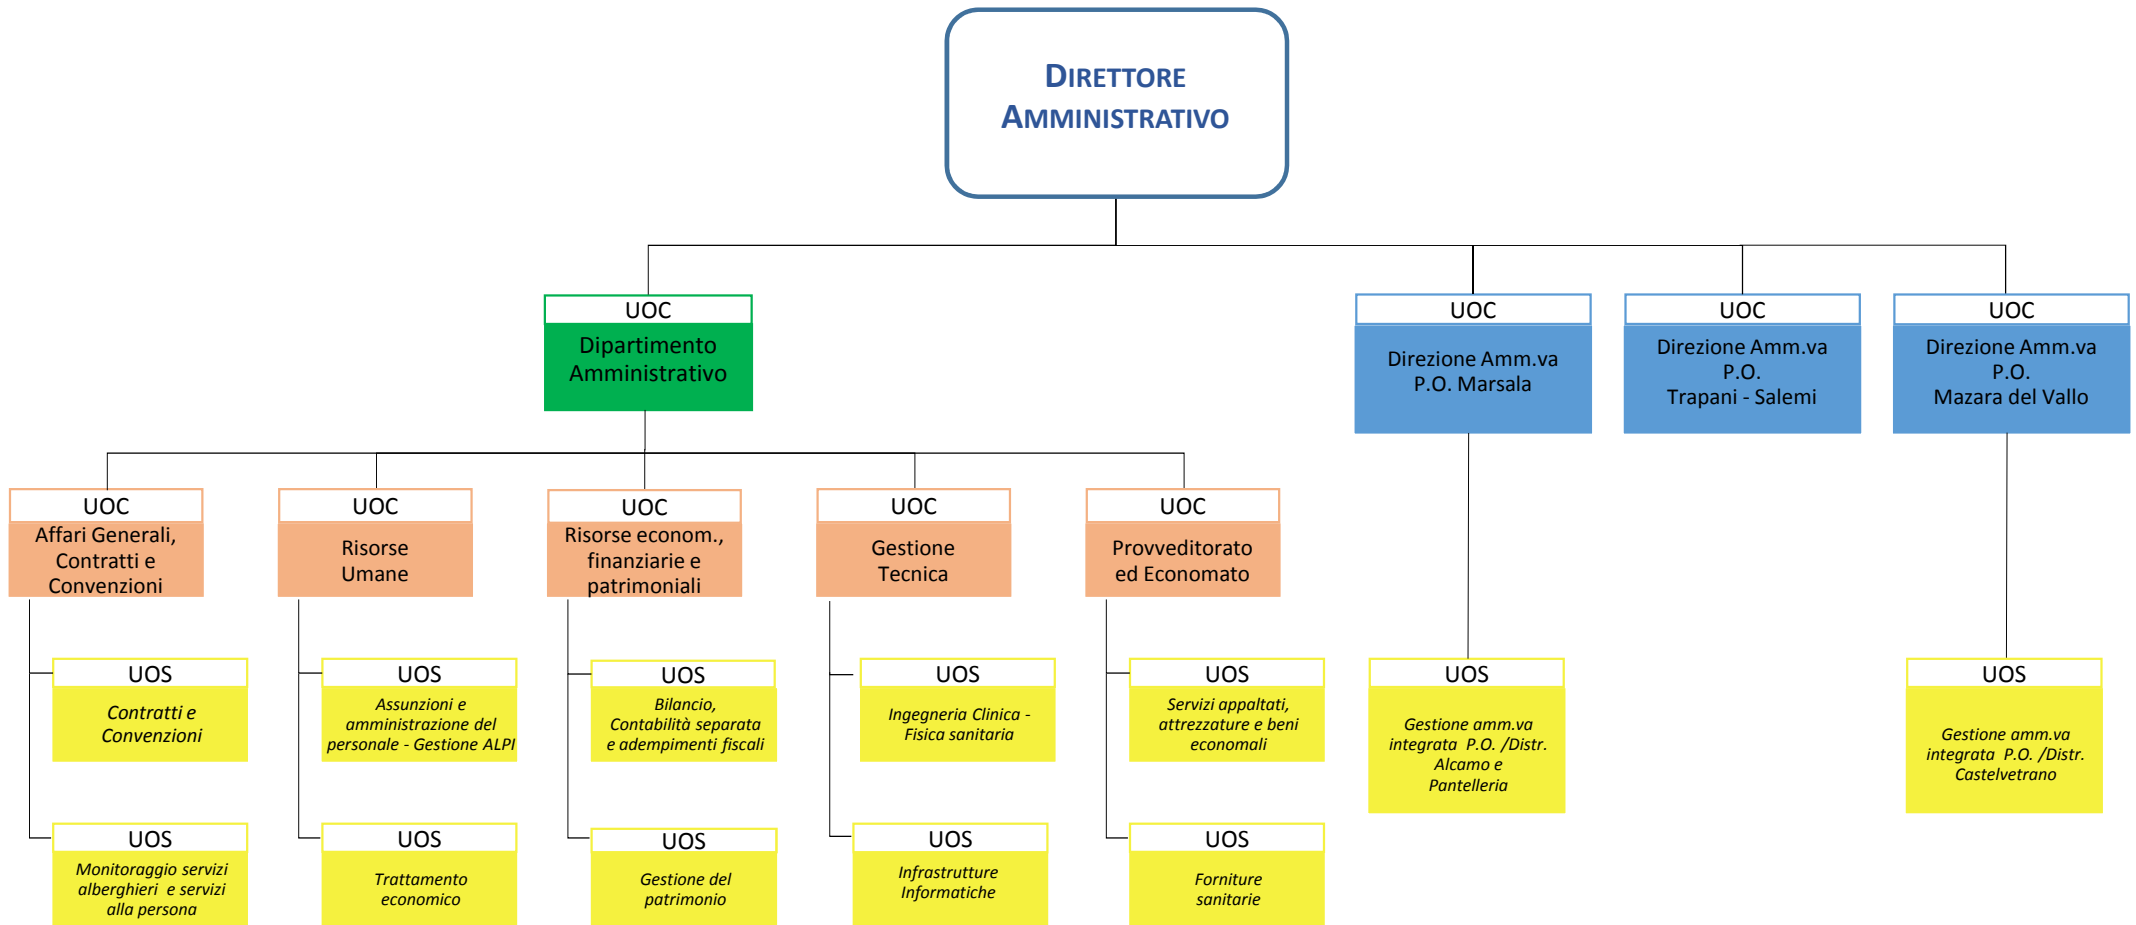 DIRETTORE
AMMINISTRATIVO
UOC
Dipartimento
Amministrativo
UOC
Direzione Amm.va
P.O. Marsala
UOC
Direzione Amm.va
P.O.
Trapani - Salemi
UOC
Direzione Amm.va
P.O.
Mazara del Vallo
UOC
Affari Generali,
Contratti e
Convenzioni
UOC
Risorse
Umane
UOC
Risorse econom.,
finanziarie e
patrimoniali
UOC
Gestione
Tecnica
UOC
Provveditorato
ed Economato
UOS
Contratti e
Convenzioni
UOS
Assunzioni e
amministrazione del
personale - Gestione ALPI
UOS
Bilancio,
Contabilità separata
e adempimenti fiscali
UOS
Ingegneria Clinica -
Fisica sanitaria
UOS
Servizi appaltati,
attrezzature e beni
economali
UOS
Gestione amm.va
integrata P.O. /Distr.
Alcamo e
Pantelleria
UOS
Gestione amm.va
integrata P.O. /Distr.
Castelvetrano
UOS
Monitoraggio servizi
alberghieri e servizi
alla persona
UOS
Trattamento
economico
UOS
Gestione del
patrimonio
UOS
Infrastrutture
Informatiche
UOS
Forniture
sanitarie